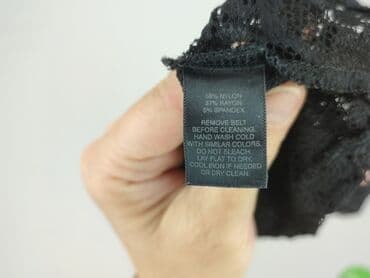 58% NYLON
37% RAYON
5% SPANDEX
REMOVE BELT
BEFORE CLEANING.
HAND WASH COLD
WITH SIMILAR COLORS.
DO NOT BLEACH.
LAY FLAT TO DRY.
COOL IRON IF NEEDED
OR DRY CLEAN.